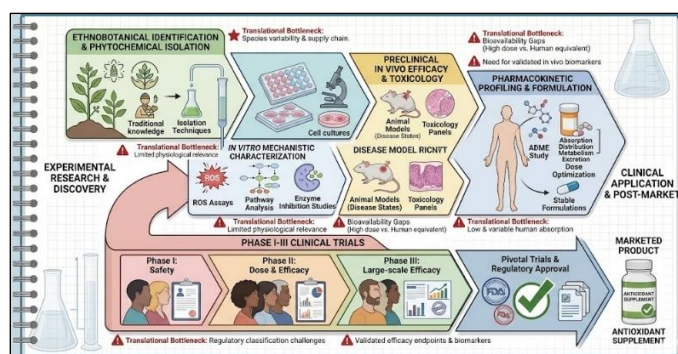 ETHNOBOTANICAL IDENTIFICATION
& PHYTOCHEMICAL ISOLATION
Traditional
knowledge
Isolation
Techniques
Translational Bottleneck:
Species variability & supply chain.
Cell cultures
PRECLINICAL
IN VIVO EFFICACY
& TOXICOLOGY
Animal
Models
(Disease States)
Toxicology
Panels
Translational Bottleneck:
Bioavailability Gaps
(High dose vs. Human equivalent)
Need for validated in vivo biomarkers
PHARMACOKINETIC
PROFILING & FORMULATION
ADME
Study
Absorption
Distribution
Metabolism
Excretion
Dose
Optimization
Stable
Formulations
EXPERIMENTAL
RESEARCH &
DISCOVERY
Translational Bottleneck:
Limited physiological relevance
IN VITRO MECHANISTIC
CHARACTERIZATION
ROS
ROS Assays
Pathway
Analysis
Enzyme
Inhibition Studies
DISEASE MODEL RICNTT
Animal Models
(Disease States)
Toxicology
Panels
CLINICAL
APPLICATION
& POST-MARKET
Translational Bottleneck:
Limited physiological relevance
Bioavailability Gaps
(High dose vs. Human equivalent)
Translational Bottleneck:
Low & variable human absorption
PHASE I-III CLINICAL TRIALS
Phase I:
Safety
Phase II:
Dose & Efficacy
Phase III:
Large-scale Efficacy
Pivotal Trials &
Regulatory Approval
FDA
FDA
MARKETED
PRODUCT
ANTIOXIDANT
SUPPLEMENT
ANTIOXIDANT
SUPPLEMENT
Translational Bottleneck: Regulatory classification challenges
Validated efficacy endpoints & biomarkers